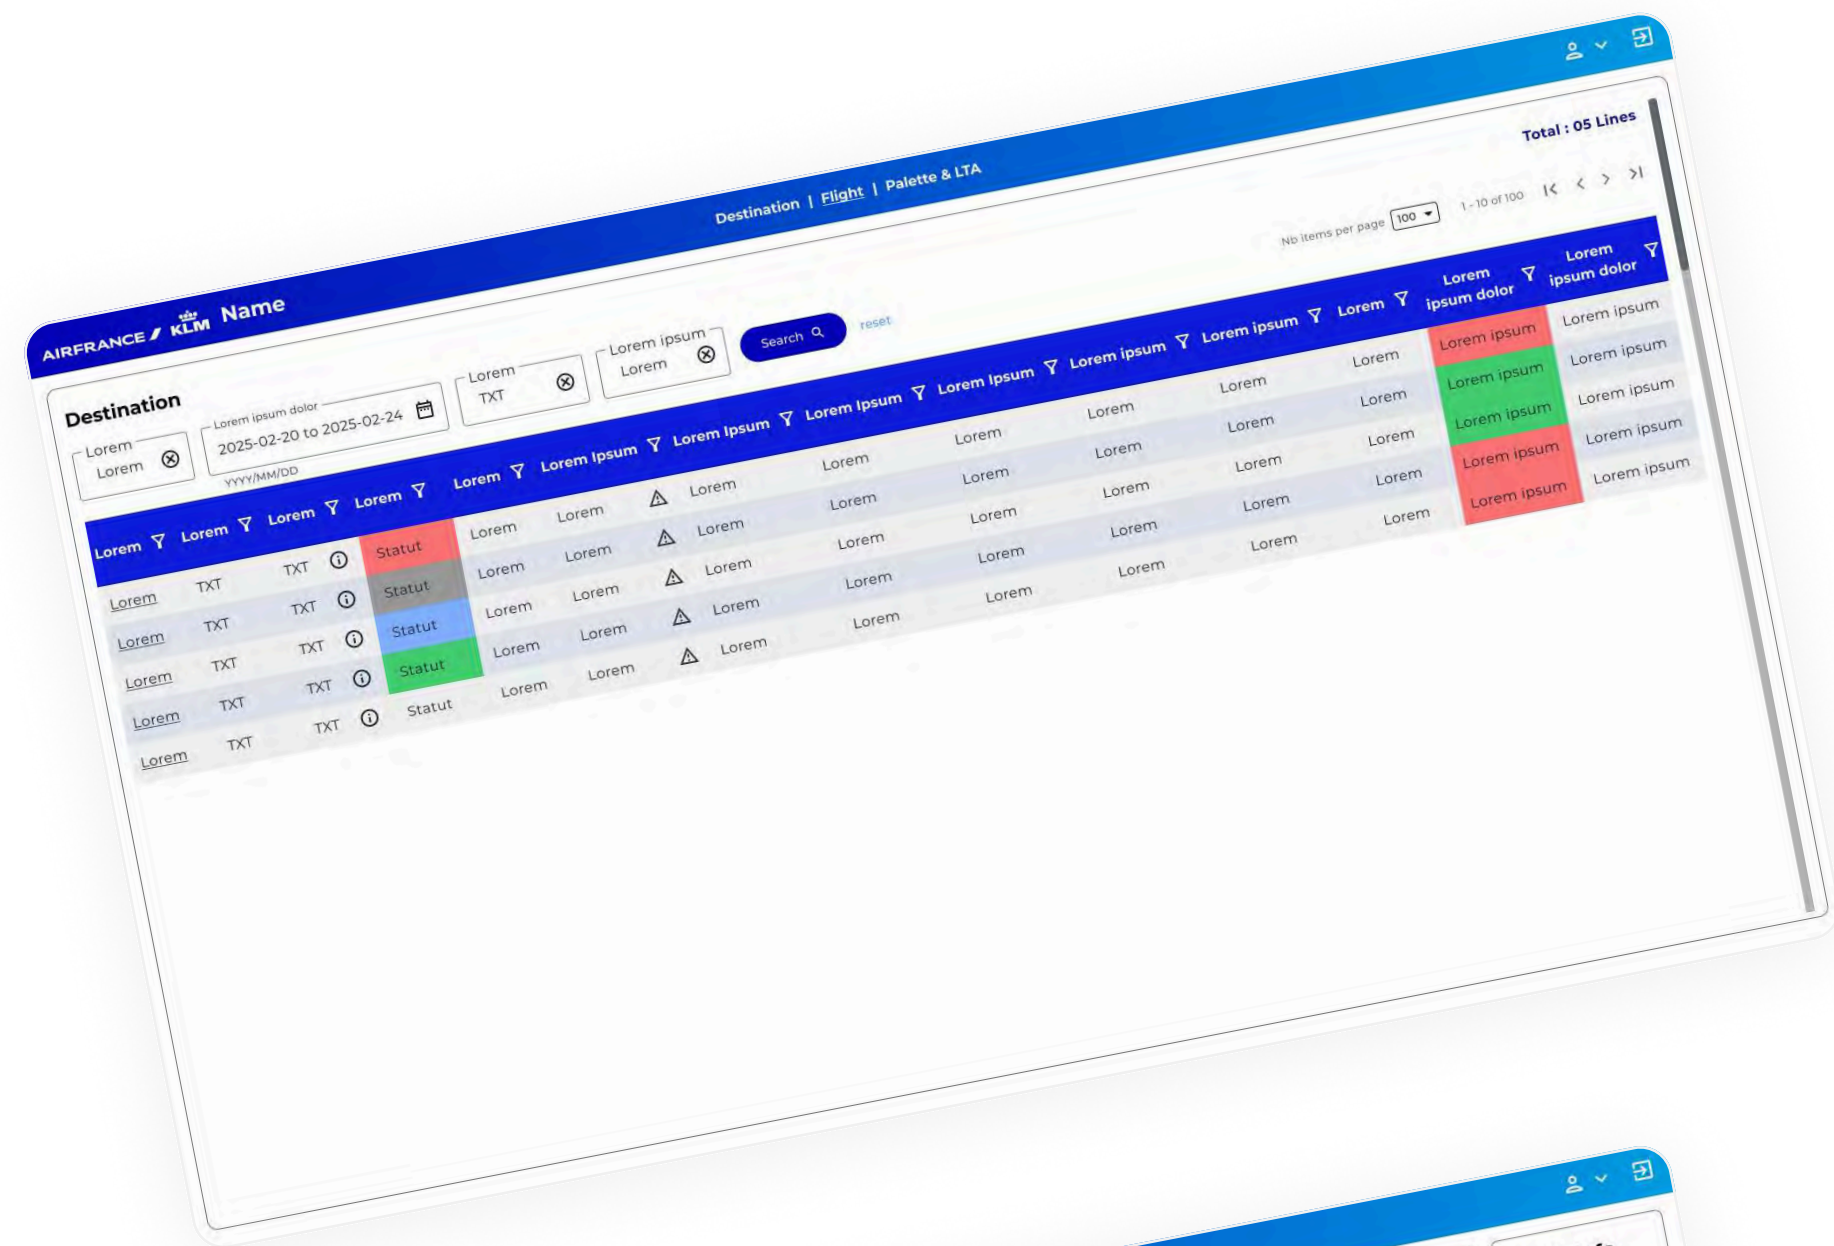 AIRFRANCE KLM Name
Destination | Flight | Palette & LTA
Total : 05 Lines
Destination
Lorem
Lorem
Lorem ipsum dolor
2025-02-20 to 2025-02-24
YYYY/MM/DD
Lorem
TXT
Lorem ipsum
Lorem
Search
reset
Nb items per page 100 1 - 10 of 100
Lorem Lorem Lorem Lorem Lorem Lorem Ipsum Lorem Ipsum Lorem Ipsum Lorem Ipsum Lorem ipsum Lorem ipsum Lorem Lorem ipsum dolor Lorem ipsum dolor
Lorem TXT TXT Statut Lorem Lorem Lorem Lorem Lorem Lorem Lorem Lorem Lorem ipsum Lorem ipsum
Lorem TXT TXT Statut Lorem Lorem Lorem Lorem Lorem Lorem Lorem Lorem Lorem ipsum Lorem ipsum
Lorem TXT TXT Statut Lorem Lorem Lorem Lorem Lorem Lorem Lorem Lorem Lorem ipsum Lorem ipsum
Lorem TXT TXT Statut Lorem Lorem Lorem Lorem Lorem Lorem Lorem Lorem Lorem ipsum Lorem ipsum
Lorem TXT TXT Statut Lorem Lorem Lorem Lorem Lorem Lorem Lorem Lorem Lorem ipsum Lorem ipsum